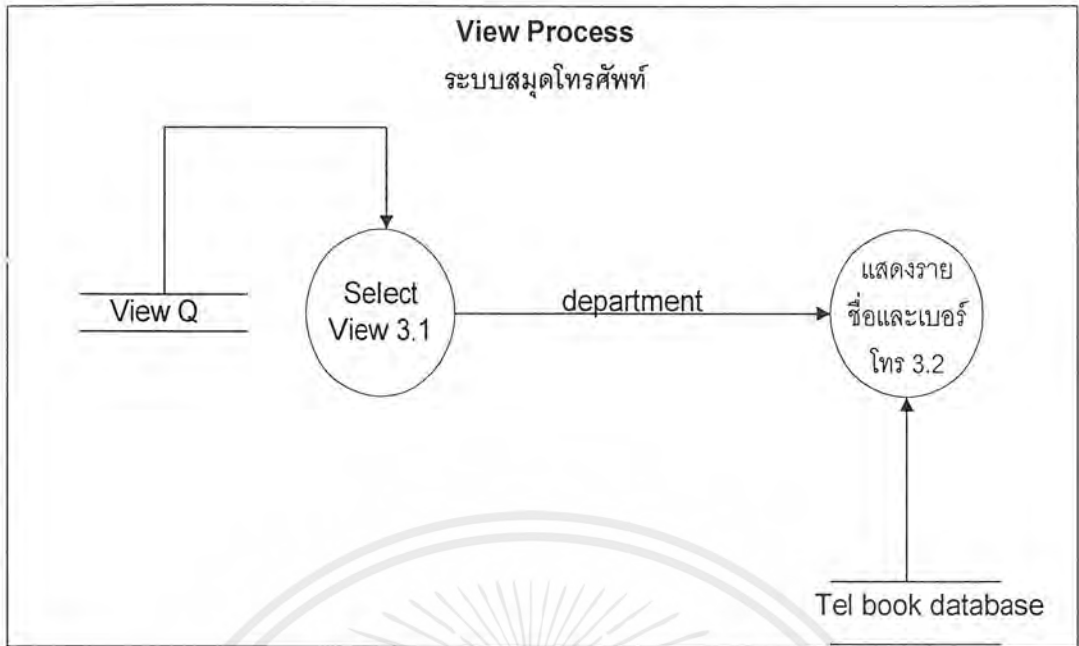 View Process
ระบบสมุดโทรศัพท์
View Q
Select
View 3.1
department
แสดงราย
ชื่อและเบอร์
โทร 3.2
Tel book database